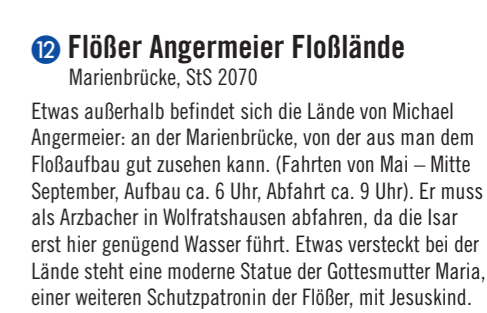 12 Flößer Angermeier Floßlände
Marienbrücke, StS 2070
Etwas außerhalb befindet sich die Lände von Michael
Angermeier: an der Marienbrücke, von der aus man dem
Floßaufbau gut zusehen kann. (Fahrten von Mai – Mitte
September, Aufbau ca. 6 Uhr, Abfahrt ca. 9 Uhr). Er muss
als Arzbacher in Wolfratshausen abfahren, da die Isar
erst hier genügend Wasser führt. Etwas versteckt bei der
Lände steht eine moderne Statue der Gottesmutter Maria,
einer weiteren Schutzpatronin der Flößer, mit Jesuskind.